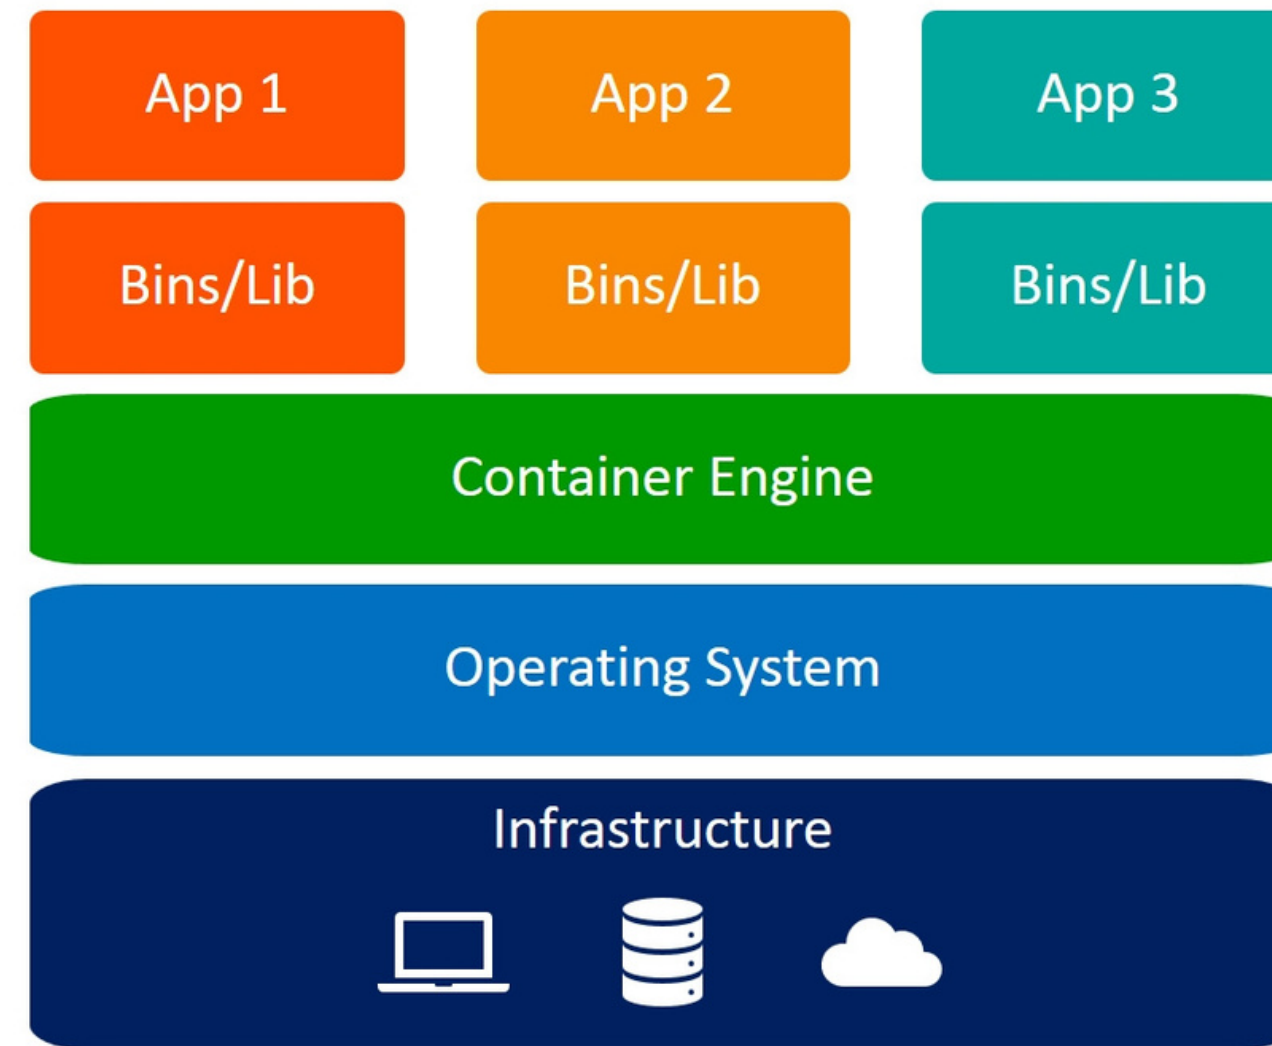 App 1
App 2
App 3
Bins/Lib
Bins/Lib
Bins/Lib
Container Engine
Operating System
Infrastructure